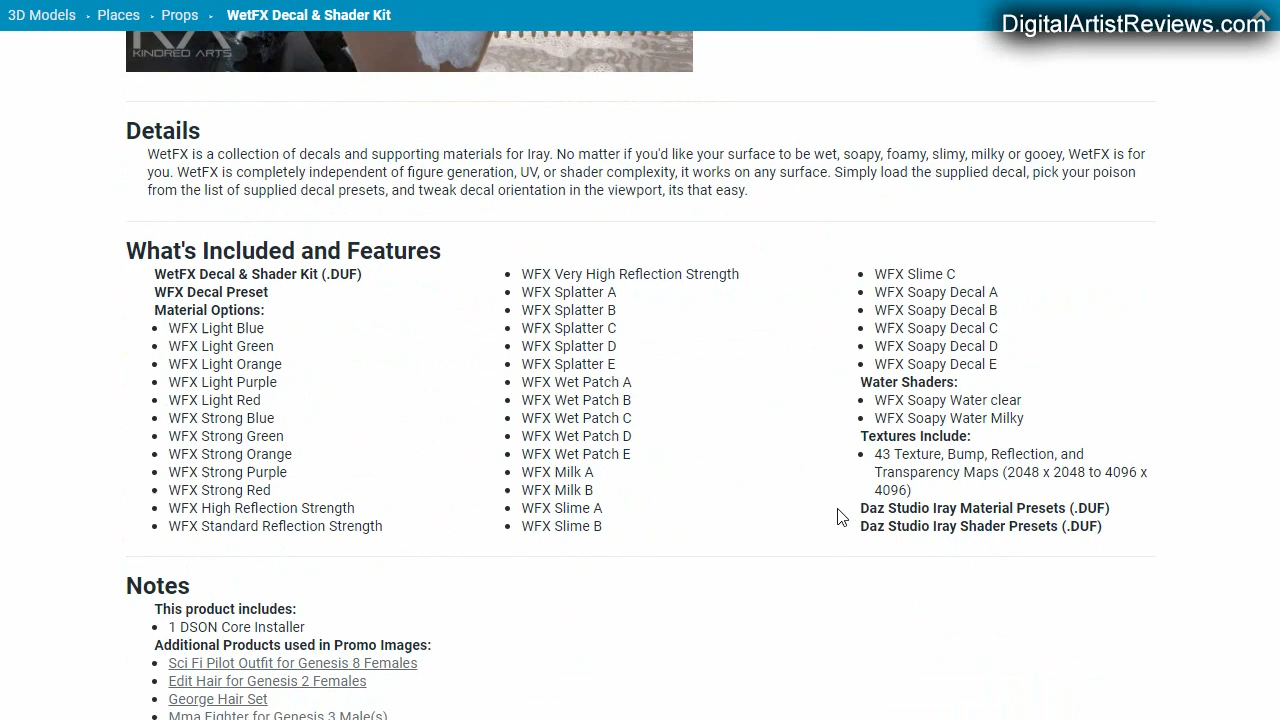 3D Models
Places
Props
WetFX Decal & Shader Kit
DigitalArtistReviews.com
KINDRED ARTS
Details
WetFX is a collection of decals and supporting materials for Iray. No matter if you'd like your surface to be wet, soapy, foamy, slimy, milky or gooey, WetFX is for
you. WetFX is completely independent of figure generation, UV, or shader complexity, it works on any surface. Simply load the supplied decal, pick your poison
from the list of supplied decal presets, and tweak decal orientation in the viewport, its that easy.
What's Included and Features
WetFX Decal & Shader Kit (.DUF)
WFX Decal Preset
Material Options:
WFX Light Blue
WFX Light Green
WFX Light Orange
WFX Light Purple
WFX Light Red
WFX Strong Blue
WFX Strong Green
WFX Strong Orange
WFX Strong Purple
WFX Strong Red
WFX High Reflection Strength
WFX Standard Reflection Strength
WFX Very High Reflection Strength
WFX Splatter A
WFX Splatter B
WFX Splatter C
WFX Splatter D
WFX Splatter E
WFX Wet Patch A
WFX Wet Patch B
WFX Wet Patch C
WFX Wet Patch D
WFX Wet Patch E
WFX Milk A
WFX Milk B
WFX Slime A
WFX Slime B
WFX Slime C
WFX Soapy Decal A
WFX Soapy Decal B
WFX Soapy Decal C
WFX Soapy Decal D
WFX Soapy Decal E
Water Shaders:
WFX Soapy Water clear
WFX Soapy Water Milky
Textures Include:
43 Texture, Bump, Reflection, and
Transparency Maps (2048 x 2048 to 4096 x
4096)
Daz Studio Iray Material Presets (.DUF)
Daz Studio Iray Shader Presets (.DUF)
Notes
This product includes:
1 DSON Core Installer
Additional Products used in Promo Images:
Sci Fi Pilot Outfit for Genesis 8 Females
Edit Hair for Genesis 2 Females
George Hair Set
Mma Fighter for Genesis 3 Male(s)